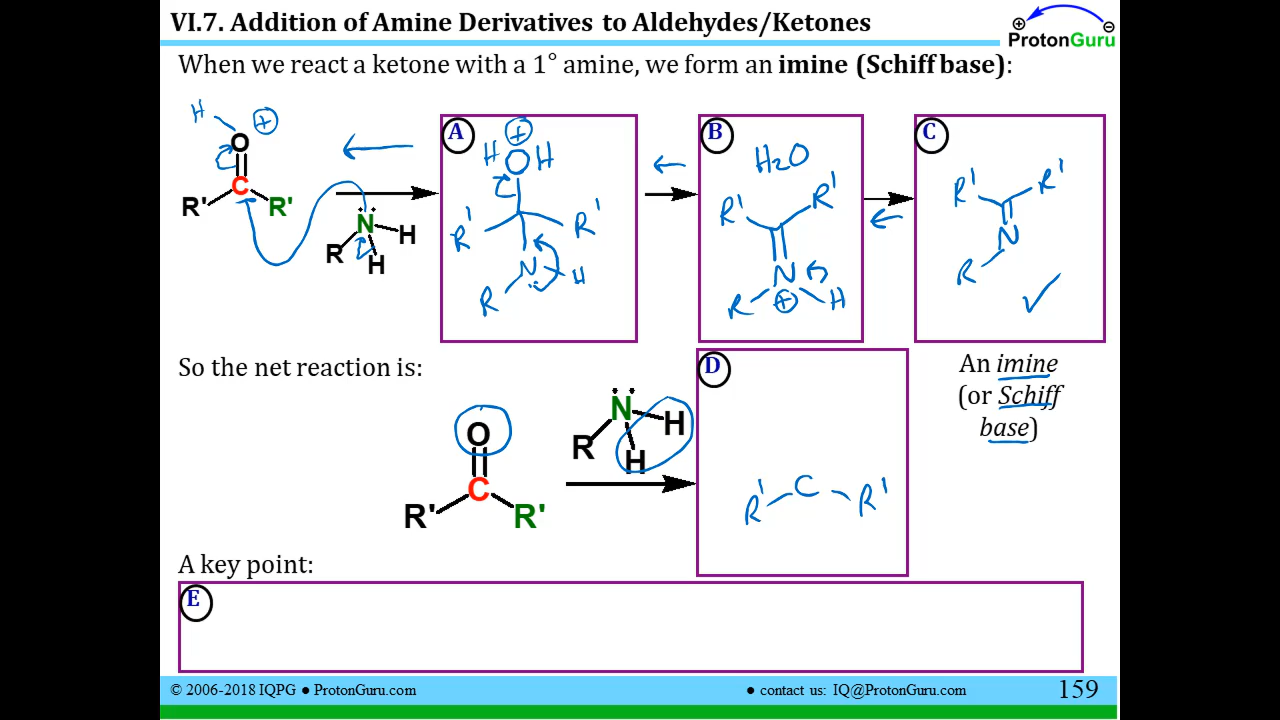 VI.7. Addition of Amine Derivatives to Aldehydes/Ketones
ProtonGuru
When we react a ketone with a 1° amine, we form an imine (Schiff base):
H
⊕
O
C
R'
R'
N
R
H
H
A
⊕
H O H
R' R'
N
R H
B
H₂O
R' R'
N
R ⊕ H
C
R' R'
N
R
So the net reaction is:
O
C
R' R'
N
R
H
H
D
R' C R'
An imine
(or Schiff
base)
A key point:
E
© 2006-2018 IQPG ● ProtonGuru.com
● contact us: IQ@ProtonGuru.com
159